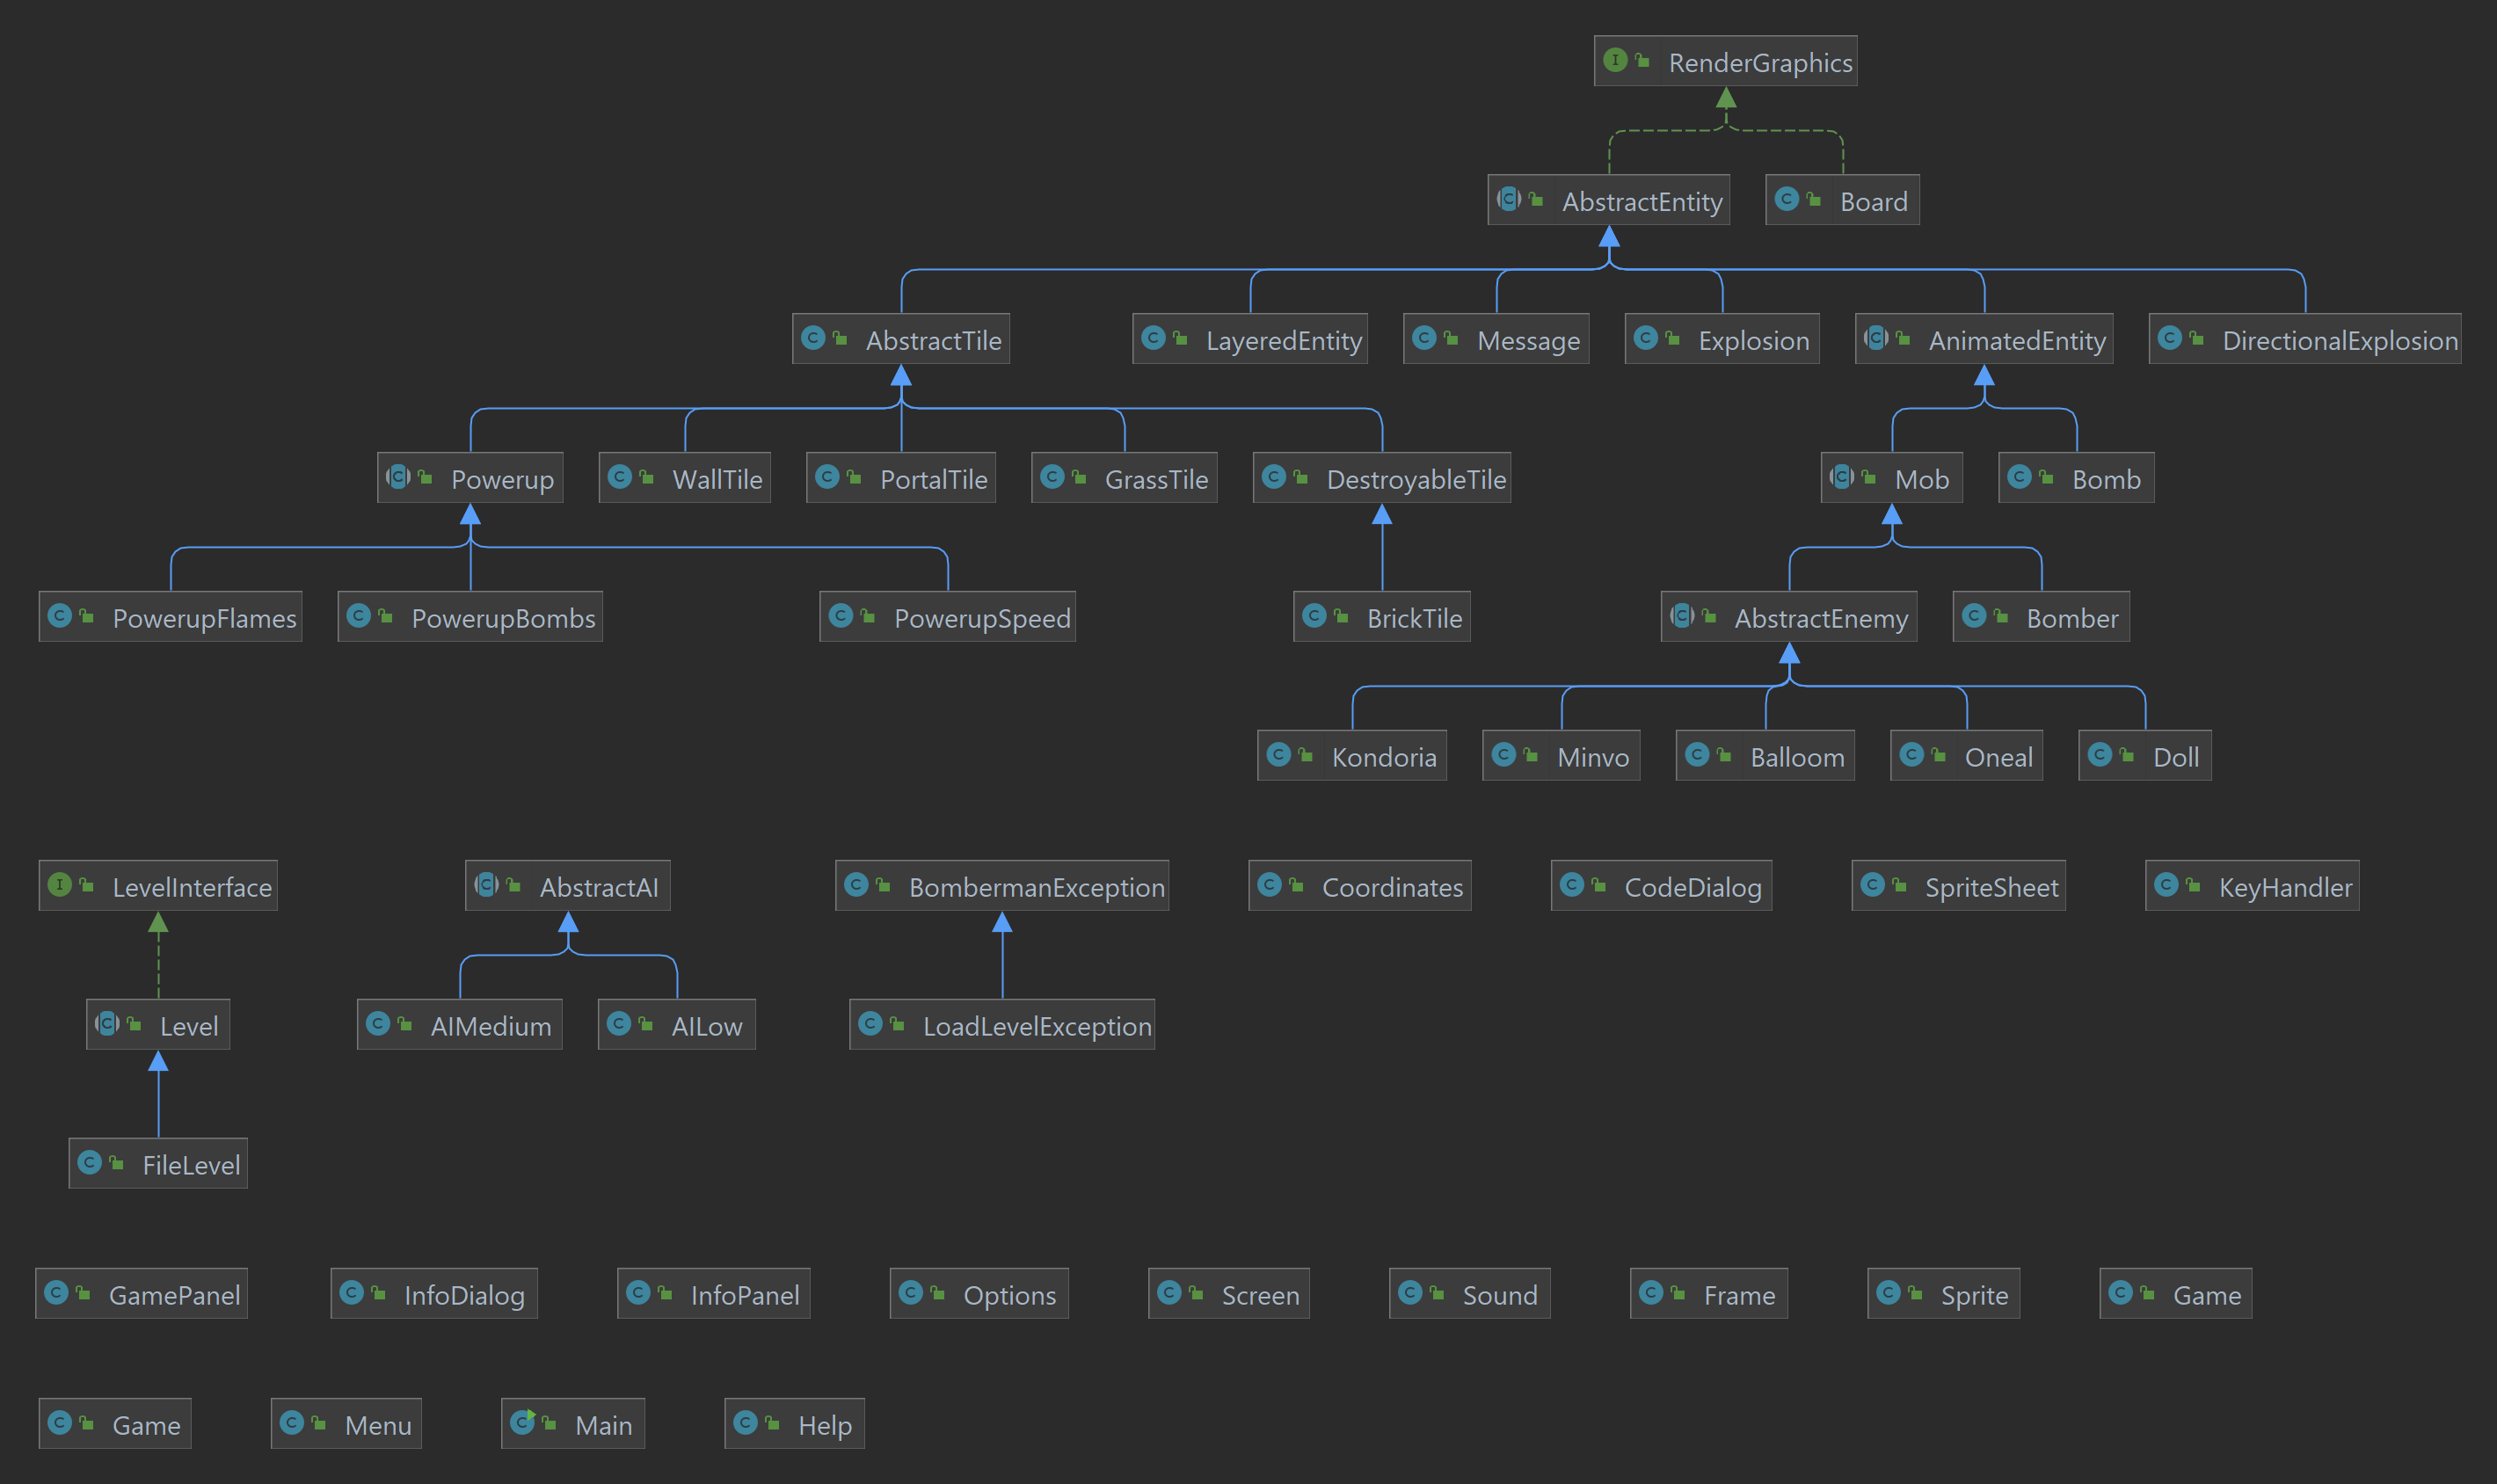 RenderGraphics
AbstractEntity
Board
AbstractTile
LayeredEntity
Message
Explosion
AnimatedEntity
DirectionalExplosion
Powerup
WallTile
PortalTile
GrassTile
DestroyableTile
Mob
Bomb
PowerupFlames
PowerupBombs
PowerupSpeed
BrickTile
AbstractEnemy
Bomber
Kondoria
Minvo
Balloom
Oneal
Doll
LevelInterface
AbstractAI
BombermanException
Coordinates
CodeDialog
SpriteSheet
KeyHandler
Level
AIMedium
AILow
LoadLevelException
FileLevel
GamePanel
InfoDialog
InfoPanel
Options
Screen
Sound
Frame
Sprite
Game
Game
Menu
Main
Help